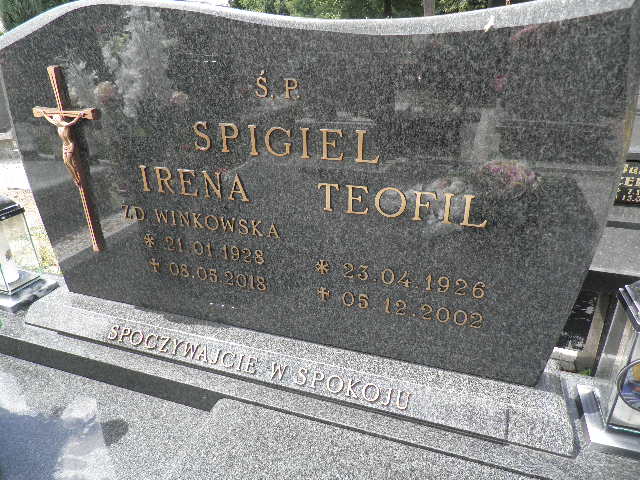 Ś. P.
SPIGIEL
IRENA
ZD. WINKOWSKA
* 21.01.1928
✝ 08.05.2018
TEOFIL
* 23.04.1926
✝ 05.12.2002
SPOCZYWAJCIE W SPOKOJU